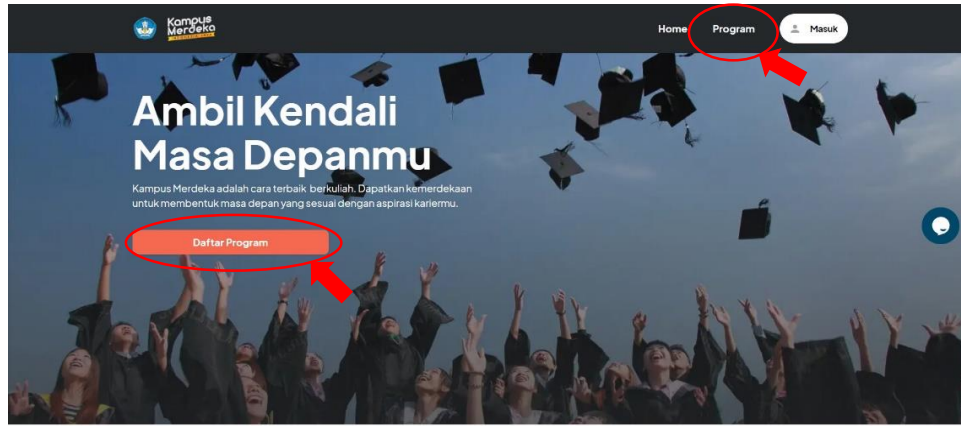 Kampus
Merdeka
Home
Program
Masuk
Ambil Kendali
Masa Depanmu
Kampus Merdeka adalah cara terbaik berkuliah. Dapatkan kemerdekaan
untuk membentuk masa depan yang sesuai dengan aspirasi kariermu.
Daftar Program